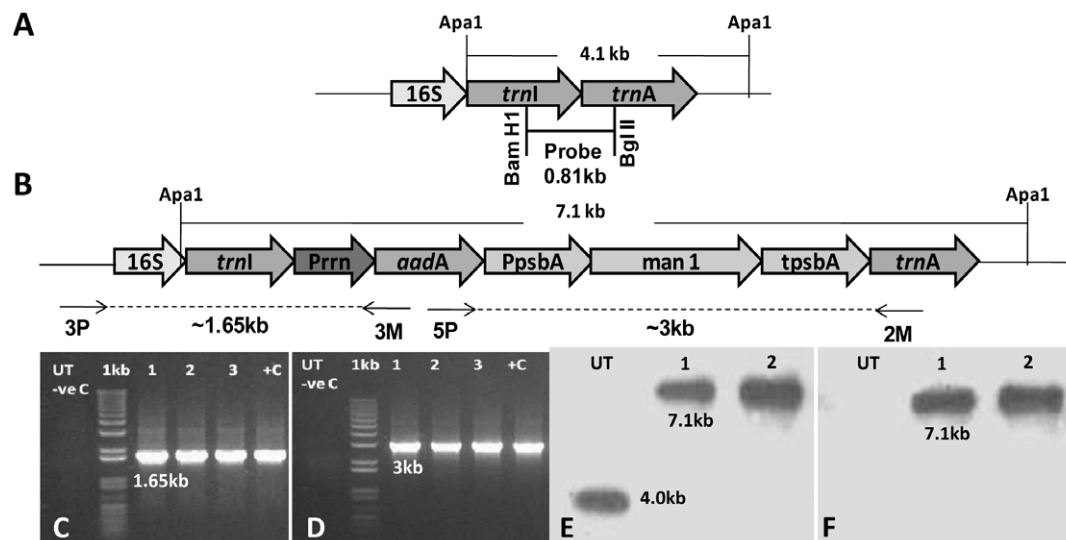 A
Apa1 Apa1
4.1 kb
16S trnI trnA
Bam H1 Bgl II
Probe
0.81kb
B
Apa1 Apa1
7.1 kb
16S trnI Prrn aadA PpsbA man 1 tpsbA trnA
3P ~1.65kb 3M 5P ~3kb 2M
UT 1kb 1 2 3 +C
-ve C
1.65kb
C
UT 1kb 1 2 3 +C
-ve C
3kb
D
UT 1 2
7.1kb
4.0kb
E
UT 1 2
7.1kb
F